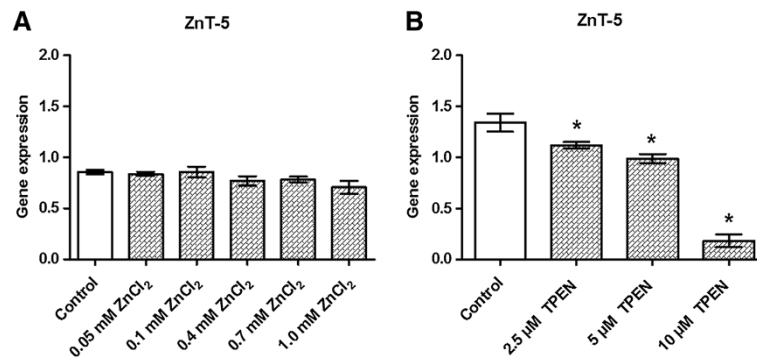 A
ZnT-5
Gene expression
2.0
1.5
1.0
0.5
0.0
Control
0.05 mM ZnCl₂
0.1 mM ZnCl₂
0.4 mM ZnCl₂
0.7 mM ZnCl₂
1.0 mM ZnCl₂
B
ZnT-5
Gene expression
2.0
1.5
1.0
0.5
0.0
*
*
*
Control
2.5 µM TPEN
5 µM TPEN
10 µM TPEN